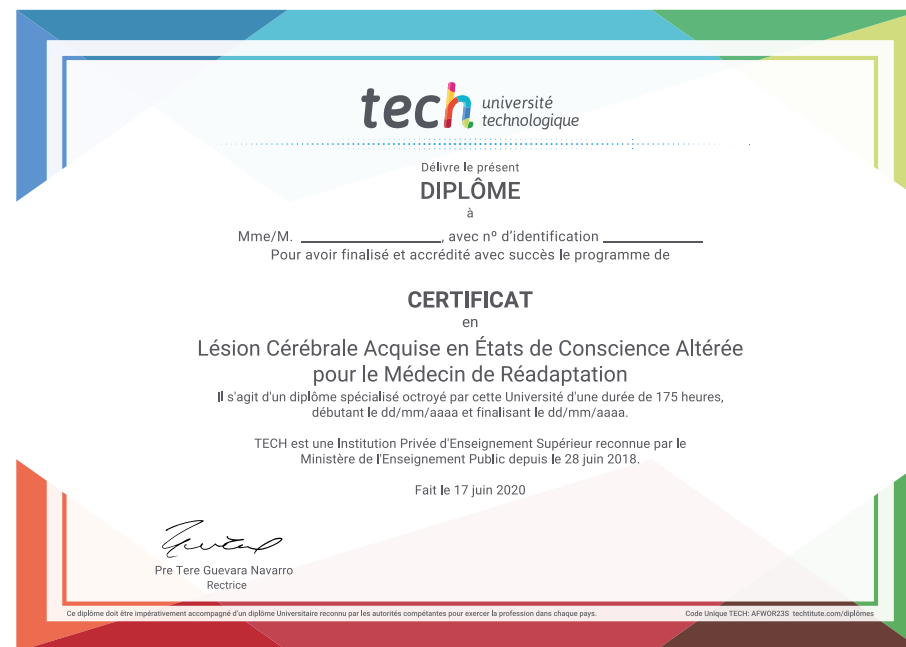 tech université
technologique
Délivre le présent
DIPLÔME
à
Mme/M. ____________________, avec nº d'identification ______________
Pour avoir finalisé et accrédité avec succès le programme de
CERTIFICAT
en
Lésion Cérébrale Acquise en États de Conscience Altérée
pour le Médecin de Réadaptation
Il s'agit d'un diplôme spécialisé octroyé par cette Université d'une durée de 175 heures,
débutant le dd/mm/aaaa et finalisant le dd/mm/aaaa.
TECH est une Institution Privée d'Enseignement Supérieur reconnue par le
Ministère de l'Enseignement Public depuis le 28 juin 2018.
Fait le 17 juin 2020
Pre Tere Guevara Navarro
Rectrice
Ce diplôme doit être impérativement accompagné d'un diplôme Universitaire reconnu par les autorités compétantes pour exercer la profession dans chaque pays. Code Unique TECH: AFWOR23S techtitute.com/diplômes